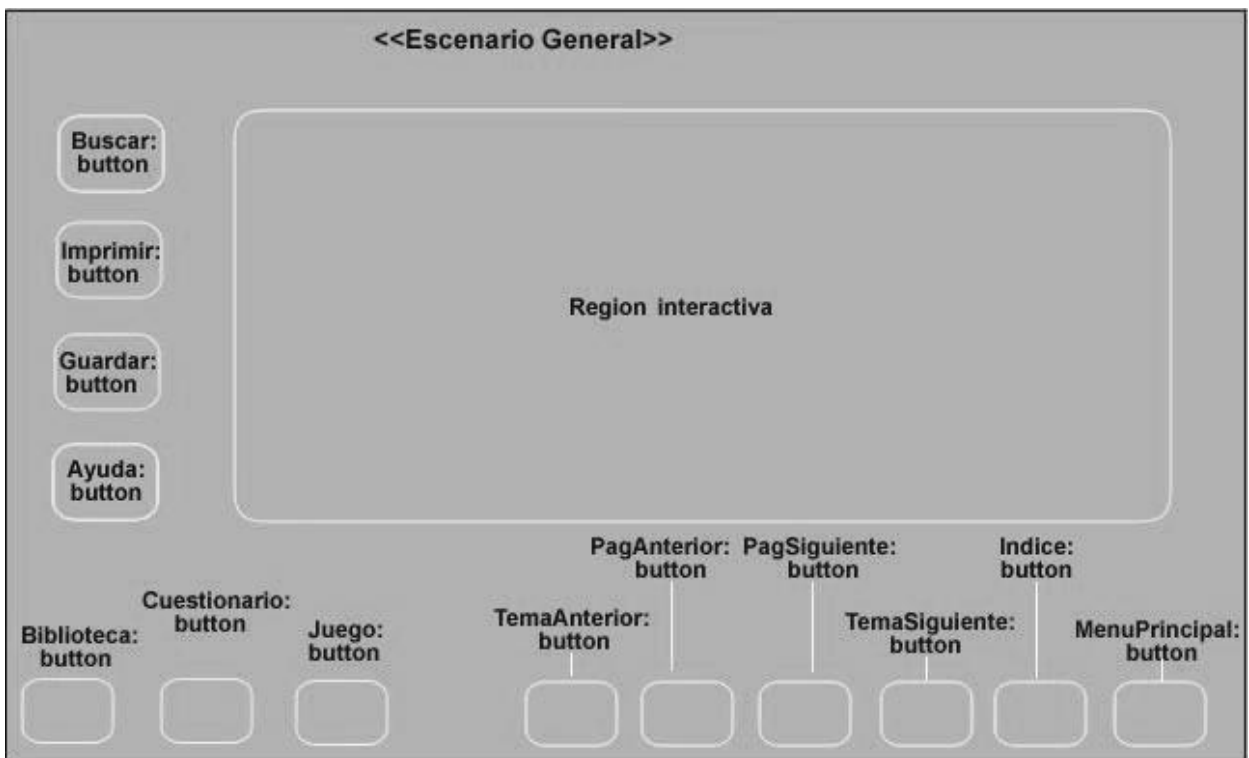 <<Escenario General>>
Buscar:
button
Imprimir:
button
Region interactiva
Guardar:
button
Ayuda:
button
PagAnterior:
button
PagSiguiente:
button
Indice:
button
Cuestionario:
button
Biblioteca:
button
Juego:
button
TemaAnterior:
button
TemaSiguiente:
button
MenuPrincipal:
button